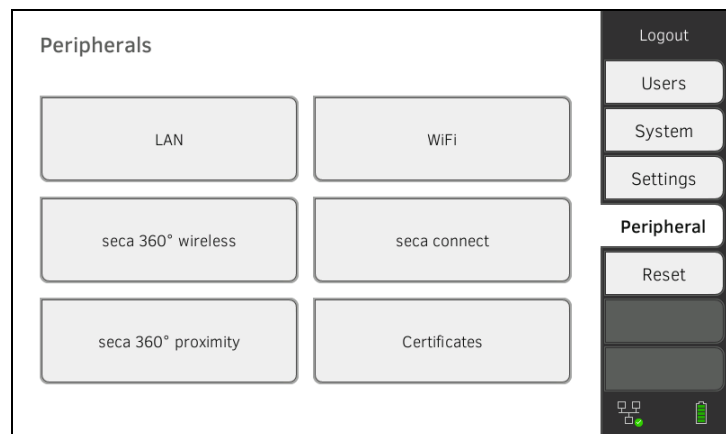 Peripherals
LAN
WiFi
seca 360° wireless
seca connect
seca 360° proximity
Certificates
Logout
Users
System
Settings
Peripheral
Reset